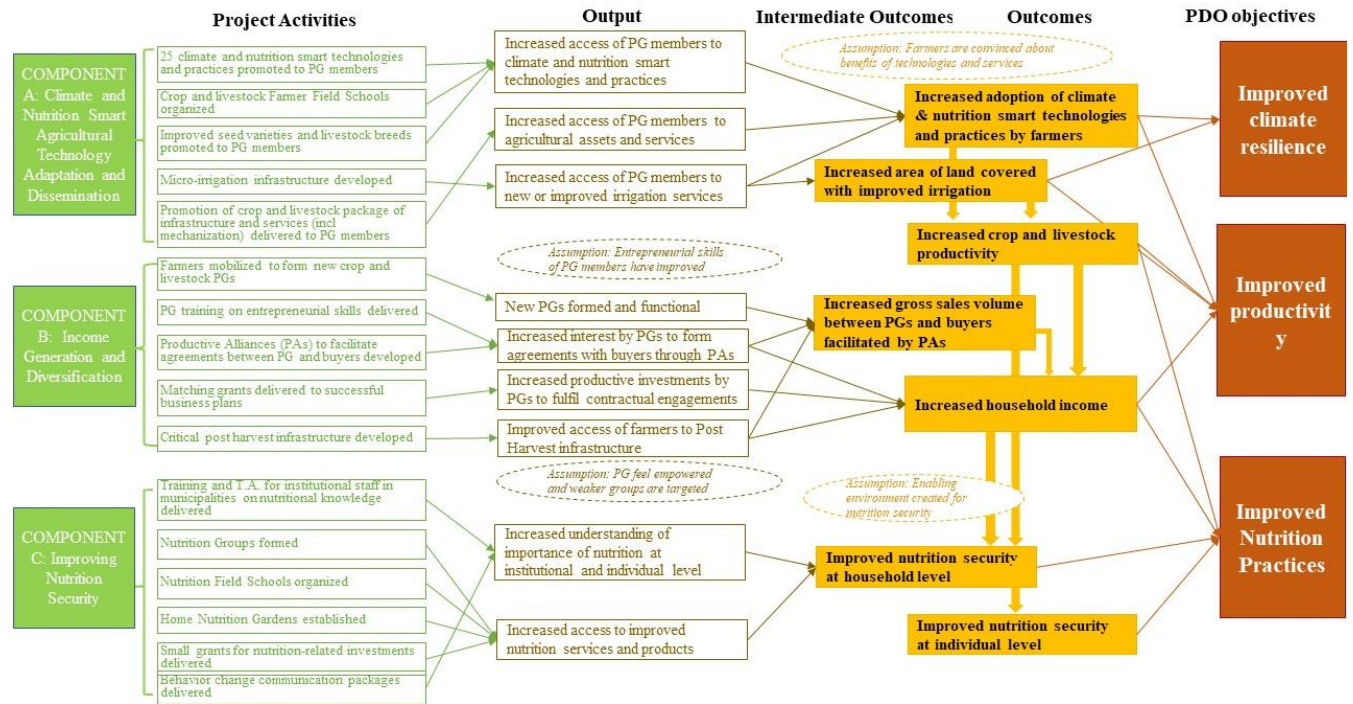 Project Activities
Output
Intermediate Outcomes
Outcomes
PDO objectives
COMPONENT
A: Climate and
Nutrition Smart
Agricultural
Technology
Adaptation and
Dissemination
25 climate and nutrition smart technologies
and practices promoted to PG members
Crop and livestock Farmer Field Schools
organized
Improved seed varieties and livestock breeds
promoted to PG members
Micro-irrigation infrastructure developed
Promotion of crop and livestock package of
infrastructure and services (incl
mechanization) delivered to PG members
Increased access of PG members to
climate and nutrition smart
technologies and practices
Increased access of PG members to
agricultural assets and services
Increased access of PG members to
new or improved irrigation services
Assumption: Farmers are convinced about
benefits of technologies and services
Increased adoption of climate
& nutrition smart technologies
and practices by farmers
Increased area of land covered
with improved irrigation
Increased crop and livestock
productivity
Improved
climate
resilience
COMPONENT
B: Income
Generation and
Diversification
Farmers mobilized to form new crop and
livestock PGs
PG training on entrepreneurial skills delivered
Productive Alliances (PAs) to facilitate
agreements between PG and buyers developed
Matching grants delivered to successful
business plans
Critical post harvest infrastructure developed
Assumption: Entrepreneurial skills
of PG members have improved
New PGs formed and functional
Increased interest by PGs to form
agreements with buyers through PAs
Increased productive investments by
PGs to fulfil contractual engagements
Improved access of farmers to Post
Harvest infrastructure
Increased gross sales volume
between PGs and buyers
facilitated by PAs
Increased household income
Improved
productivit
y
COMPONENT
C: Improving
Nutrition
Security
Training and T.A. for institutional staff in
municipalities on nutritional knowledge
delivered
Nutrition Groups formed
Nutrition Field Schools organized
Home Nutrition Gardens established
Small grants for nutrition-related investments
delivered
Behavior change communication packages
delivered
Assumption: PG feel empowered
and weaker groups are targeted
Increased understanding of
importance of nutrition at
institutional and individual level
Increased access to improved
nutrition services and products
Assumption: Enabling
environment created for
nutrition security
Improved nutrition security
at household level
Improved nutrition security
at individual level
Improved
Nutrition
Practices